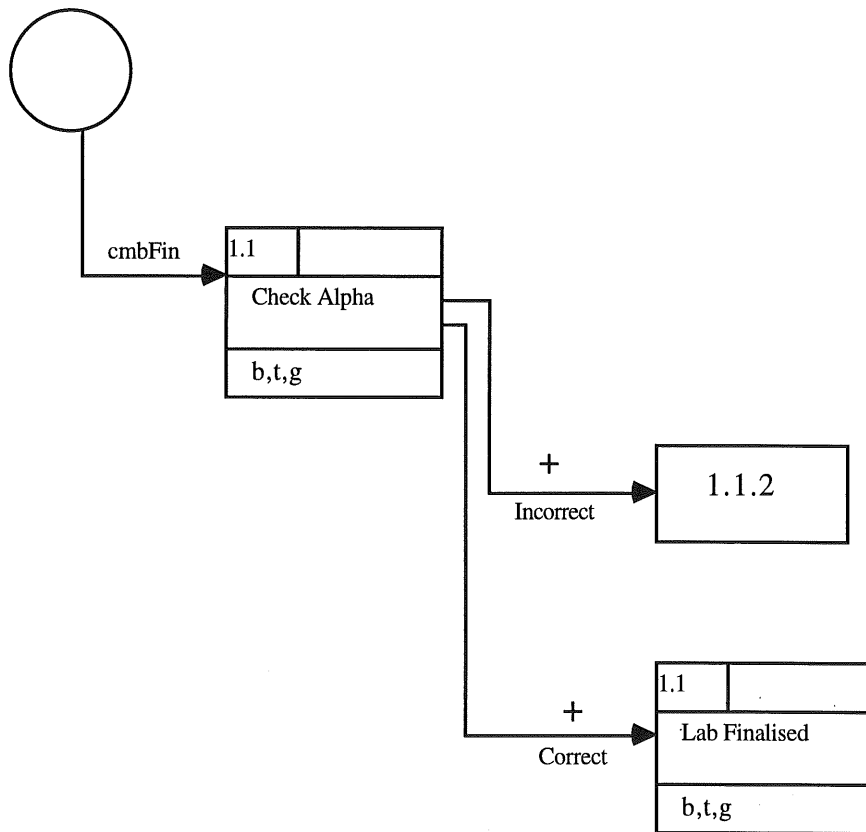 cmbFin
1.1
Check Alpha
b,t,g
+
Incorrect
1.1.2
+
Correct
1.1
Lab Finalised
b,t,g